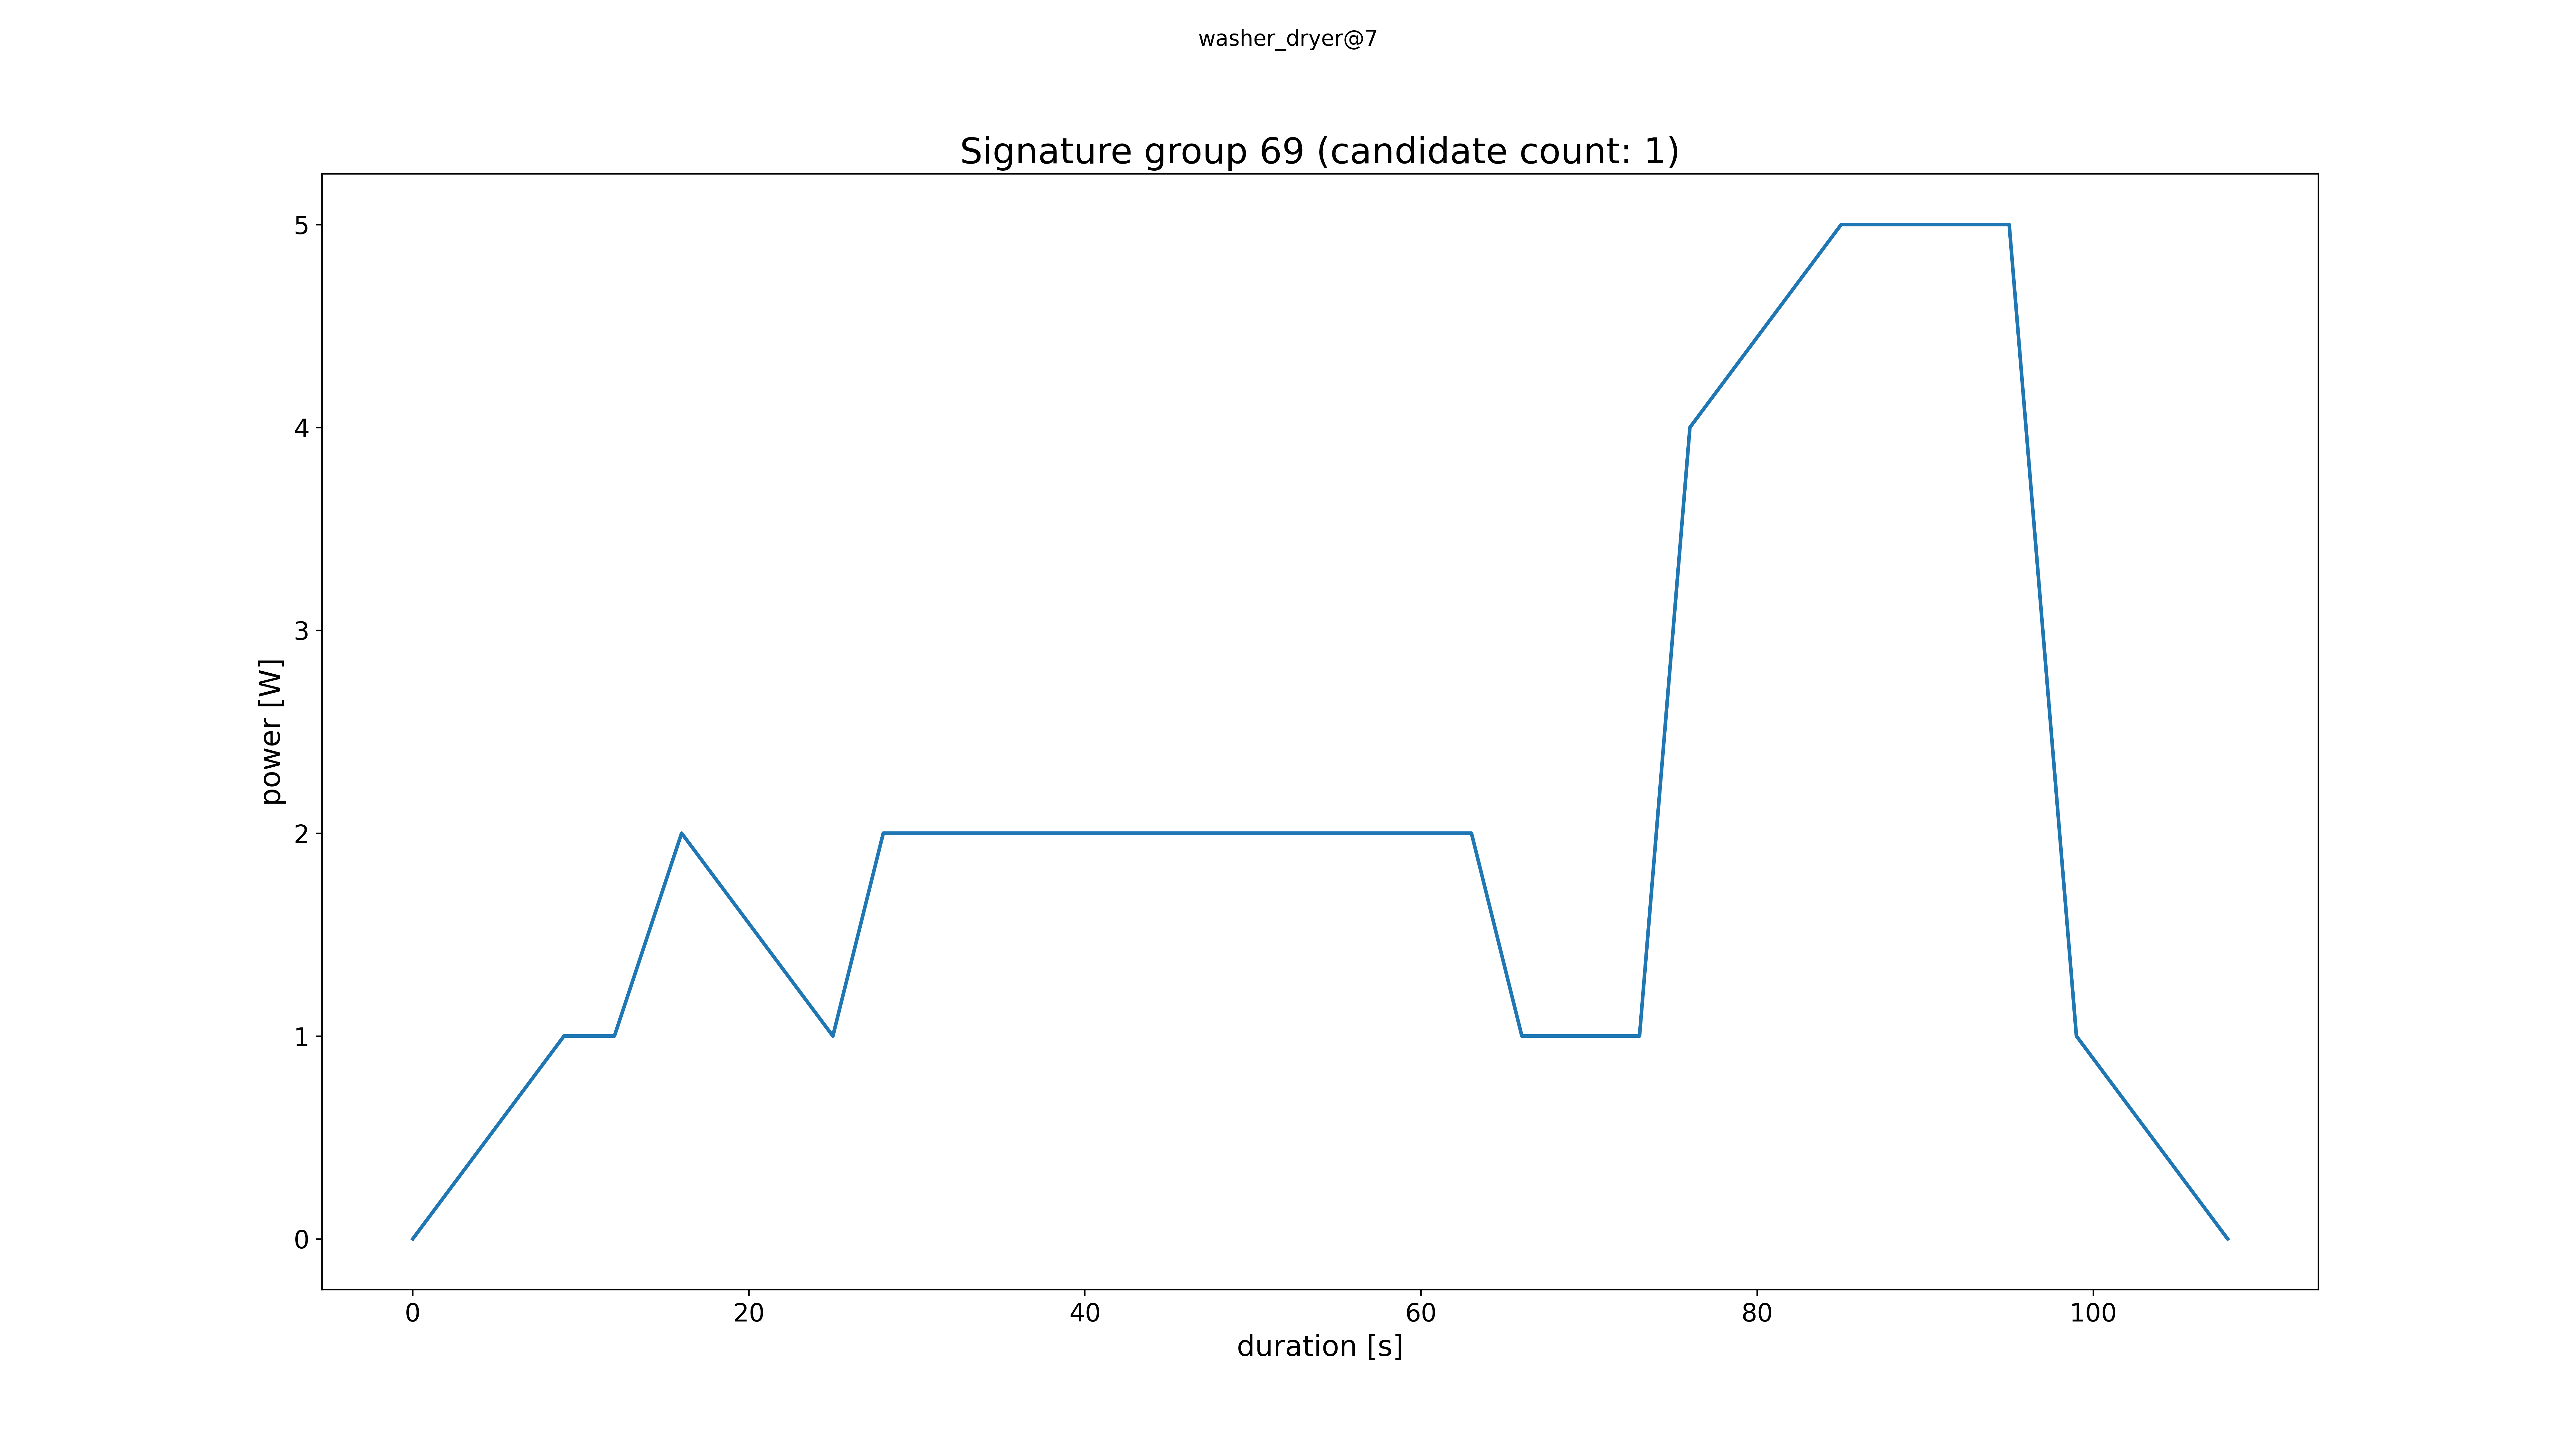 washer_dryer@7
Signature group 69 (candidate count: 1)
5
4
3
2
1
0
power [W]
0 20 40 60 80 100
duration [s]